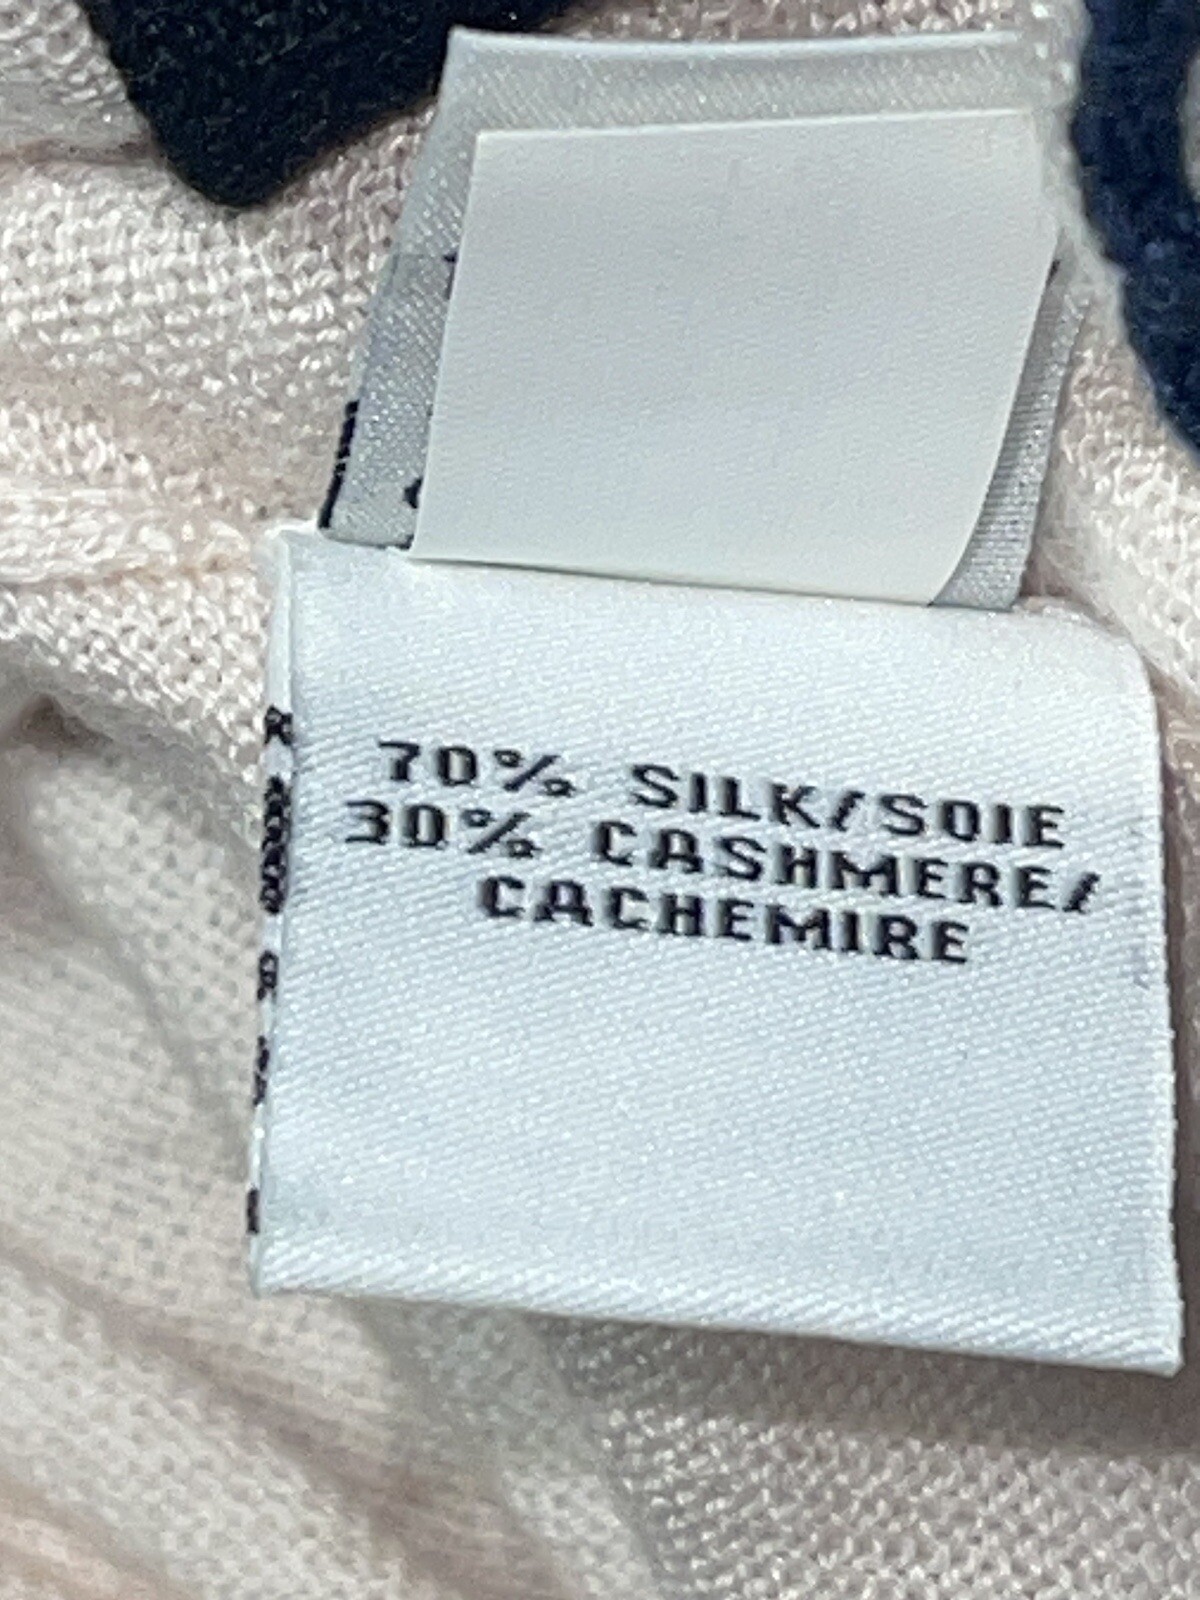 70% SILK/SOIE
30% CASHMERE/
CACHEMIRE